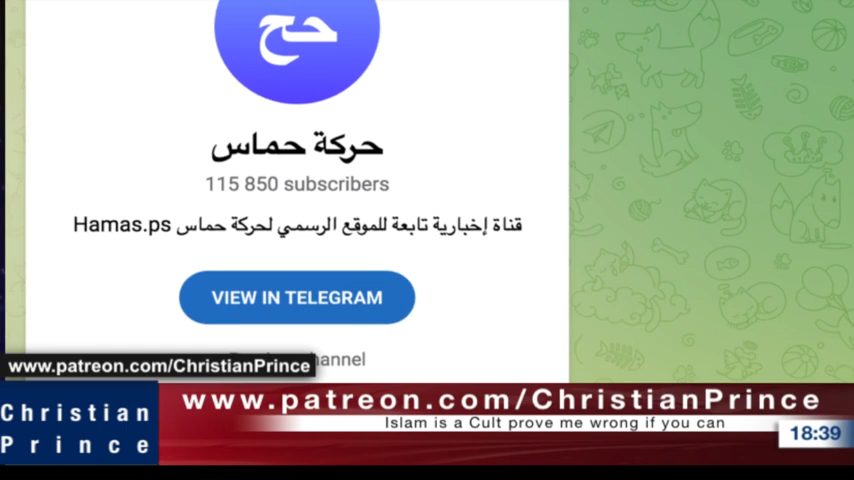 حح
حركة حماس
115 850 subscribers
قناة إخبارية تابعة للموقع الرسمي لحركة حماس Hamas.ps
VIEW IN TELEGRAM
channel
www.patreon.com/ChristianPrince
www.patreon.com/ChristianPrince
Christian
Prince
Islam is a Cult prove me wrong if you can
18:39